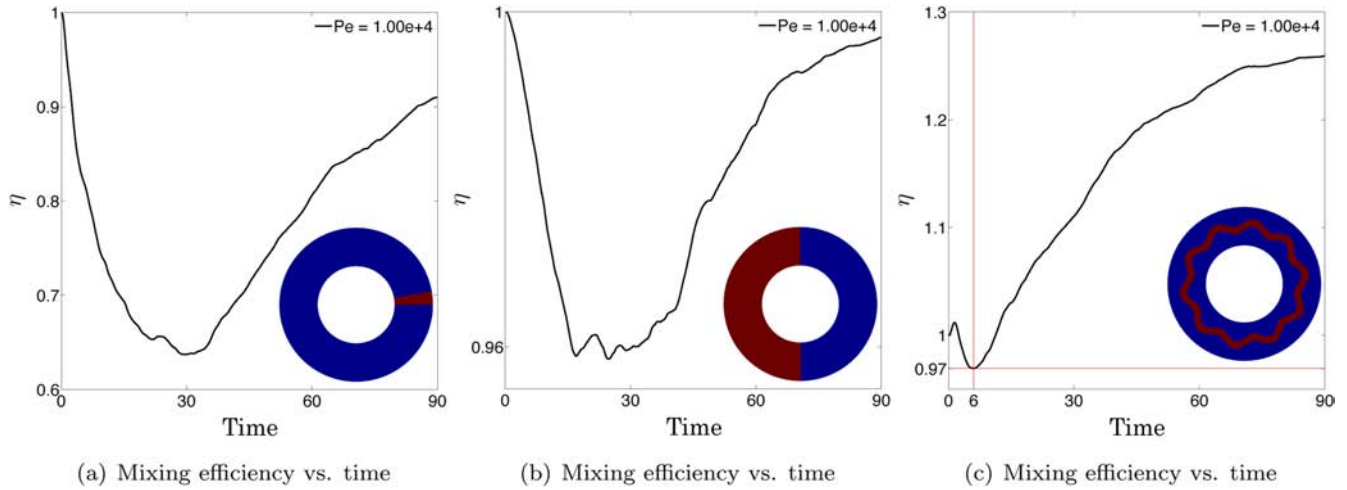 Pe = 1.00e+4
1
0.9
0.8
0.7
0.6
η
0
30
60
90
Time
(a) Mixing efficiency vs. time
Pe = 1.00e+4
1
0.96
η
0
30
60
90
Time
(b) Mixing efficiency vs. time
Pe = 1.00e+4
1.3
1.2
1.1
1
0.97
η
0
6
30
60
90
Time
(c) Mixing efficiency vs. time